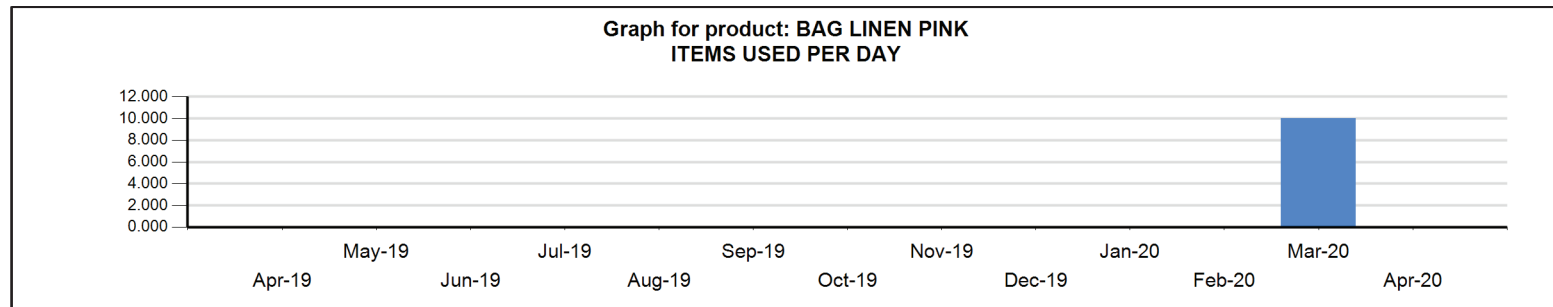 Graph for product: BAG LINEN PINK
ITEMS USED PER DAY
12.000
10.000
8.000
6.000
4.000
2.000
0.000
May-19 Jul-19 Sep-19 Nov-19 Jan-20 Mar-20
Apr-19 Jun-19 Aug-19 Oct-19 Dec-19 Feb-20 Apr-20